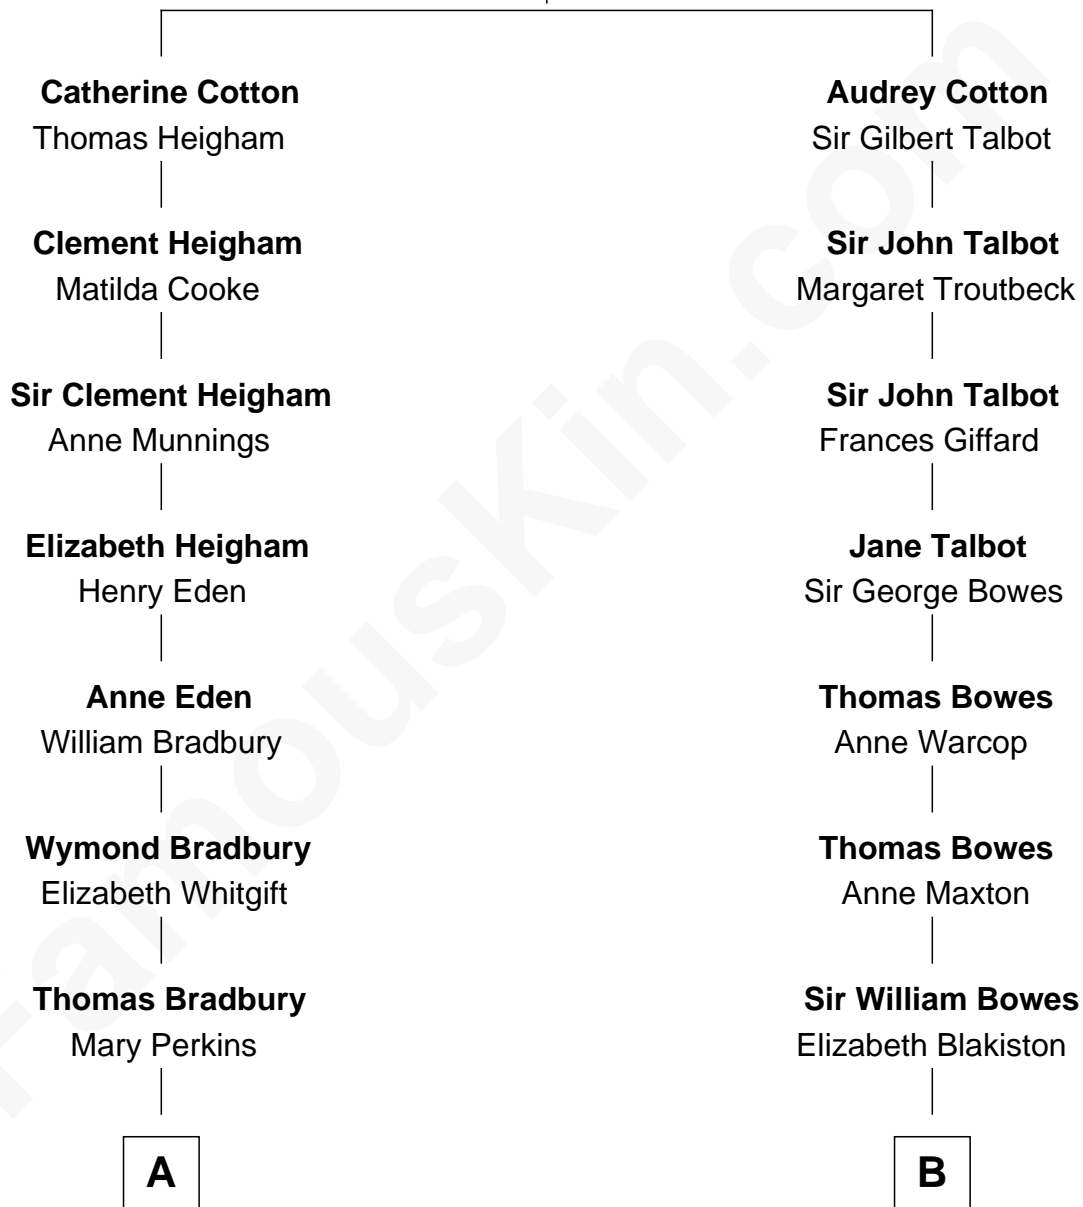 Catherine Cotton
Thomas Heigham
Clement Heigham
Matilda Cooke
Sir Clement Heigham
Anne Munnings
Elizabeth Heigham
Henry Eden
Anne Eden
William Bradbury
Wymond Bradbury
Elizabeth Whitgift
Thomas Bradbury
Mary Perkins
A
Audrey Cotton
Sir Gilbert Talbot
Sir John Talbot
Margaret Troutbeck
Sir John Talbot
Frances Giffard
Jane Talbot
Sir George Bowes
Thomas Bowes
Anne Warcop
Thomas Bowes
Anne Maxton
Sir William Bowes
Elizabeth Blakiston
B
FamousKin.com